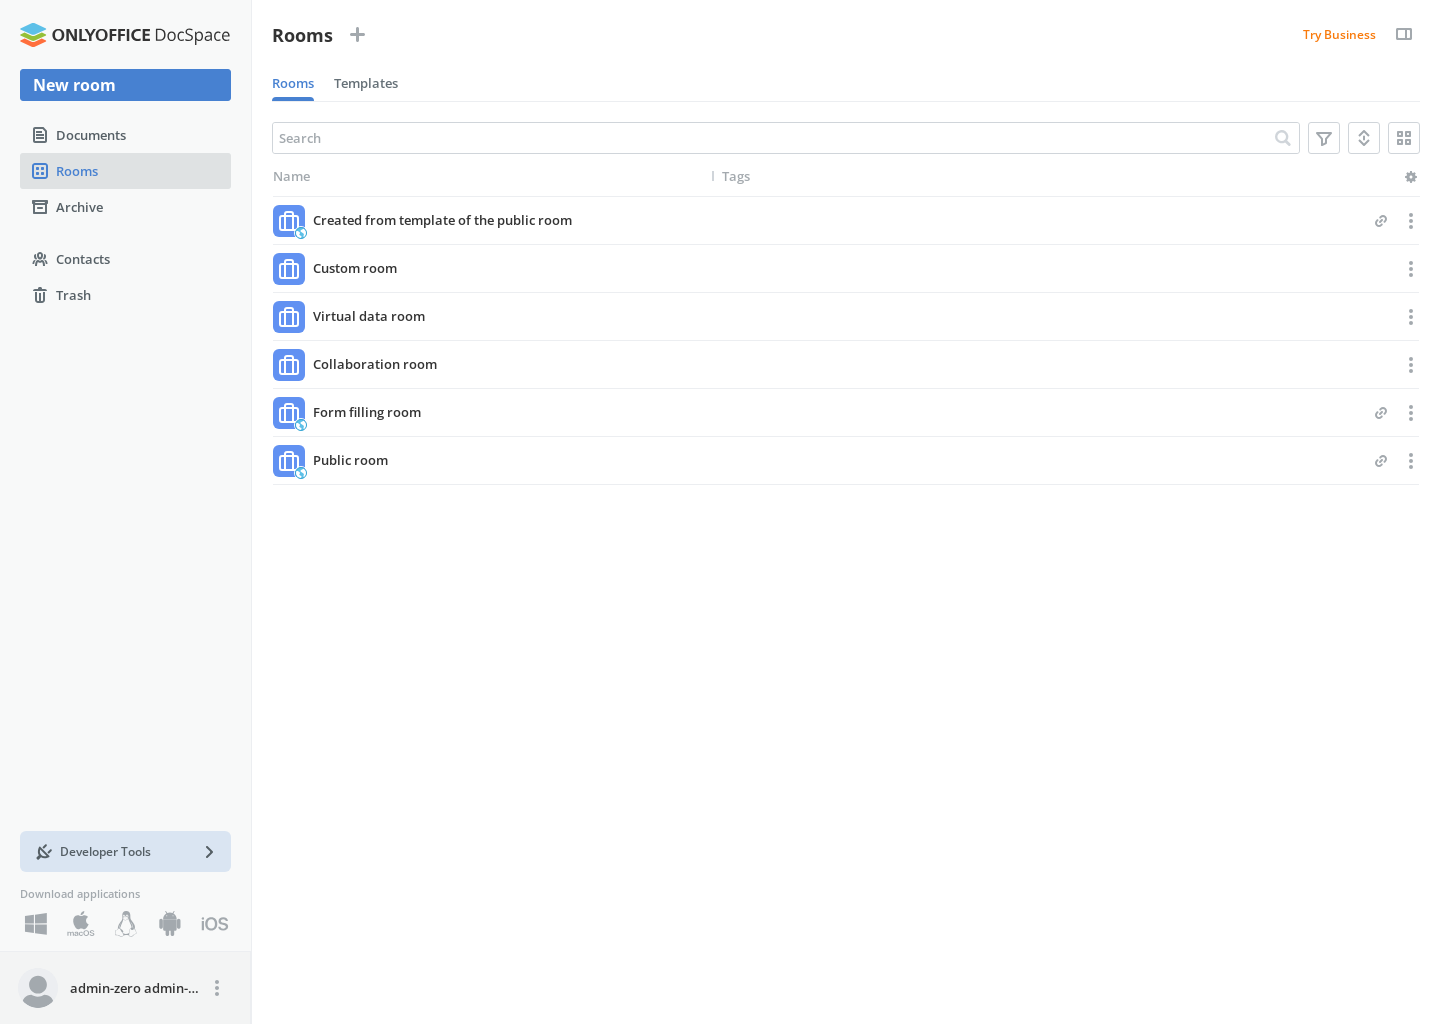 ONLYOFFICE DocSpace
New room
Documents
Rooms
Archive
Contacts
Trash
Developer Tools
Download applications
macOS
iOS
admin-zero admin-...
Rooms
Try Business
Rooms Templates
Search
Name Tags
Created from template of the public room
Custom room
Virtual data room
Collaboration room
Form filling room
Public room